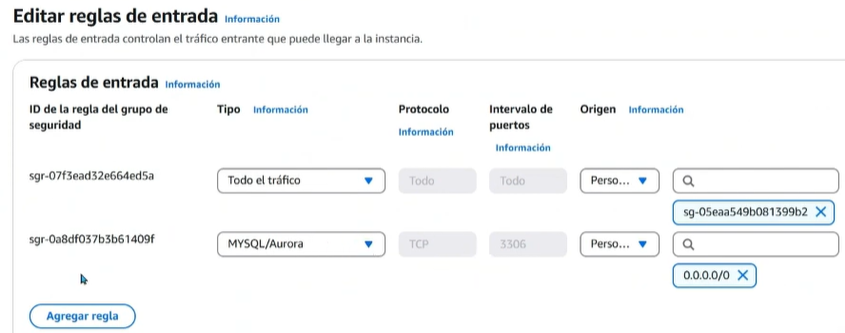 Editar reglas de entrada Información
Las reglas de entrada controlan el tráfico entrante que puede llegar a la instancia.
Reglas de entrada Información
ID de la regla del grupo de seguridad
Tipo Información
Protocolo Información
Intervalo de puertos Información
Origen Información
sgr-07f3ead32e664ed5a
Todo el tráfico
Todo
Todo
Perso...
sg-05eaa549b081399b2
sgr-0a8df037b3b61409f
MYSQL/Aurora
TCP
3306
Perso...
0.0.0.0/0
Agregar regla